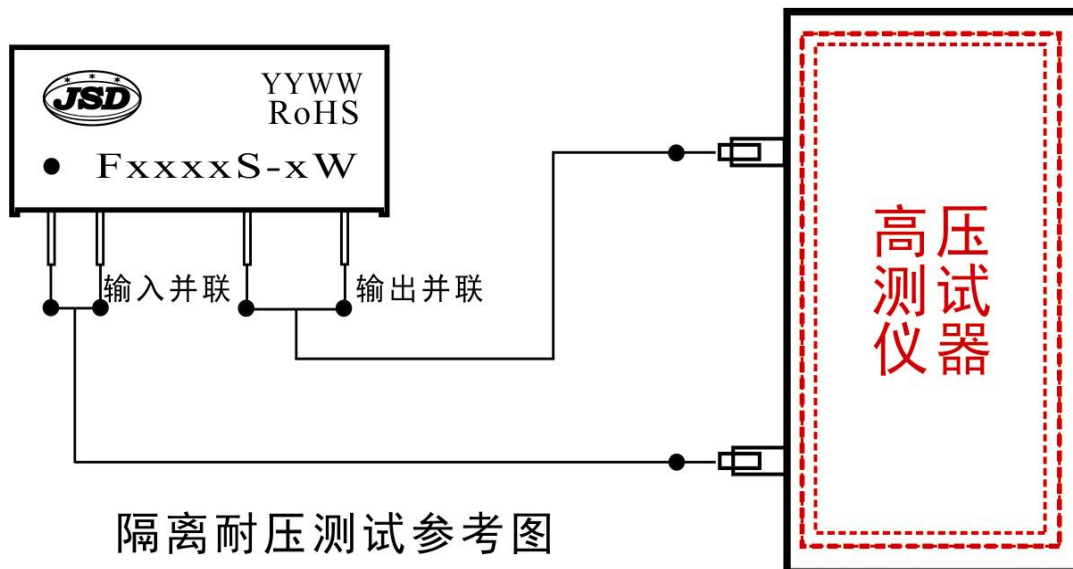 JSD
YYWW
RoHS
FxxxxS-xW
输入并联
输出并联
高压
测试
仪器
隔离耐压测试参考图